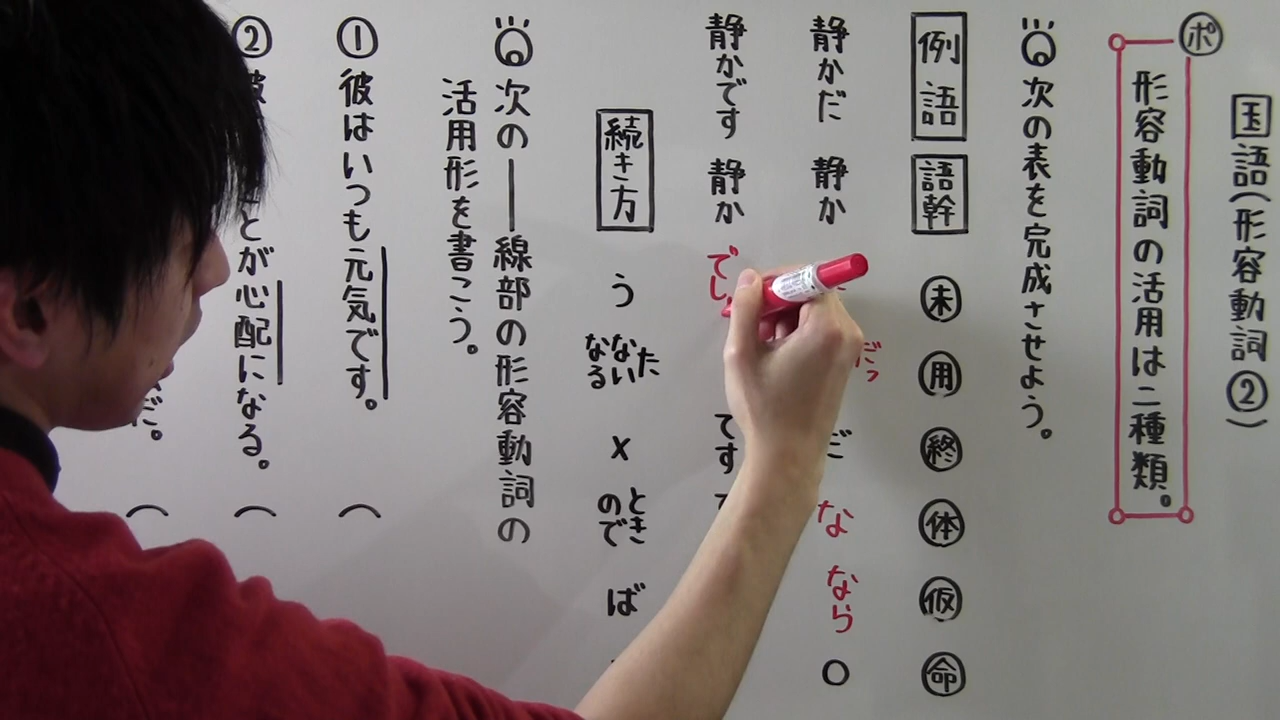 国語(形容動詞②)
ポ
形容動詞の活用は二種類。
次の表を完成させよう。
例語 語幹 未 用 終 体 仮 命
静かだ 静か だっ だ な なら ○
静かです 静か でし です
続き方 う た ない なる × とき ので ば
次の――線部の形容動詞の
活用形を書こう。
① 彼はいつも元気です。 (
② とが心配になる。 (
だ。 (